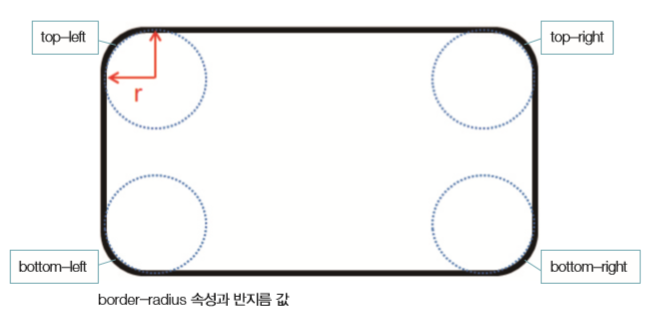 top-left
top-right
r
bottom-left
bottom-right
border-radius 속성과 반지름 값